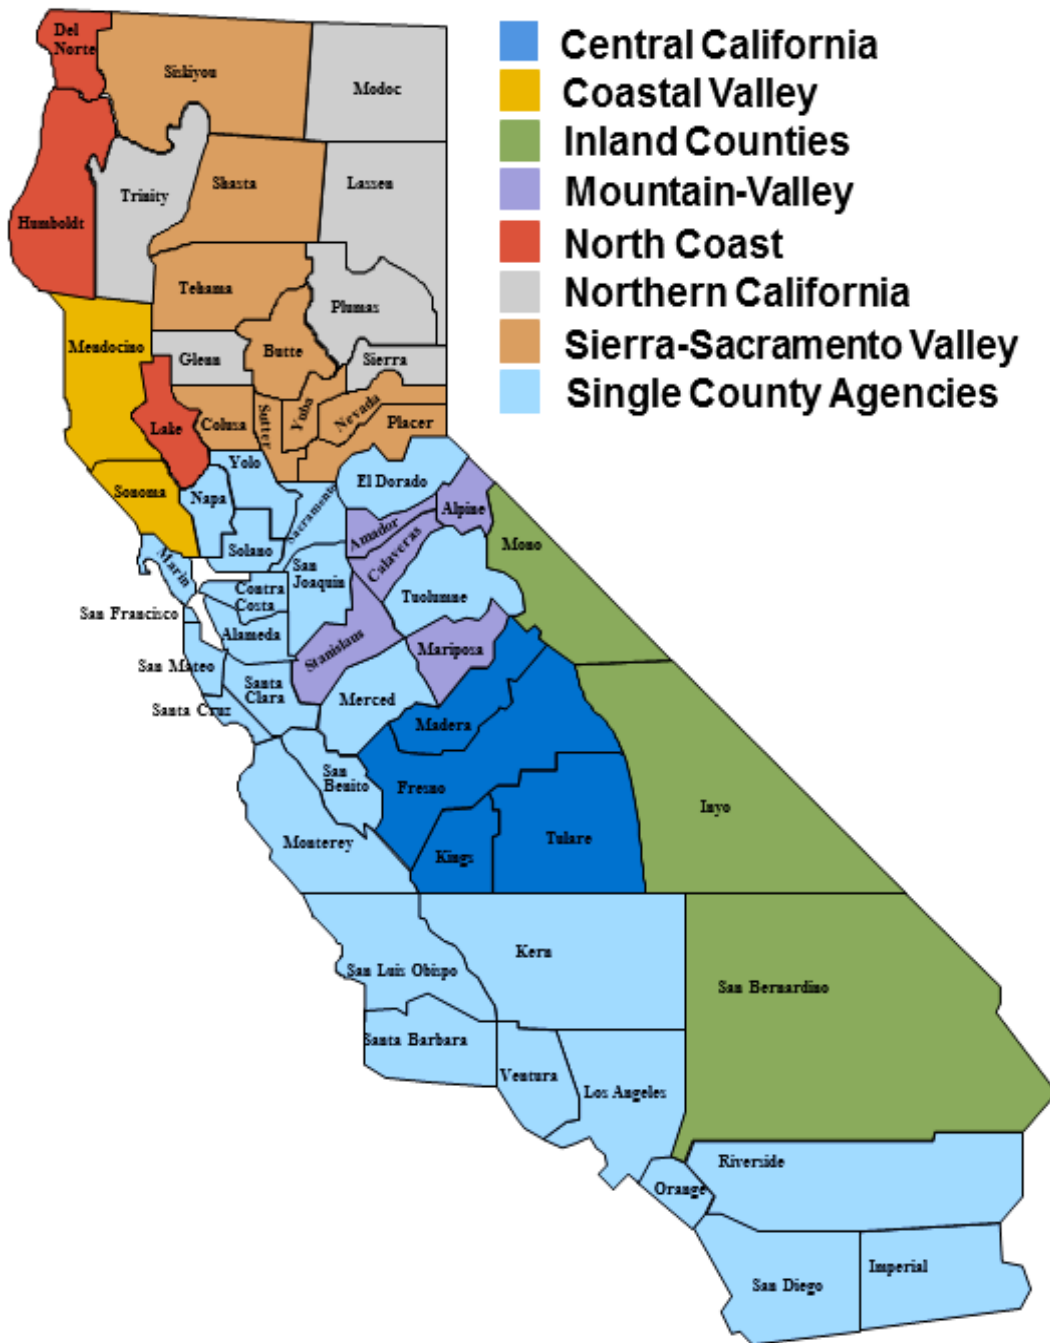 Central California
Coastal Valley
Inland Counties
Mountain-Valley
North Coast
Northern California
Sierra-Sacramento Valley
Single County Agencies
Del
Norte
Siskiyou
Modoc
Humboldt
Trinity
Shasta
Lassen
Tehama
Plumas
Mendocino
Glenn
Butte
Sierra
Lake
Colusa
Sutter
Yuba
Nevada
Placer
Sonoma
Napa
Yolo
Sacramento
El Dorado
Alpine
Marin
Solano
Amador
Calaveras
Mono
San
Joaquin
Contra
Costa
Tuolumne
San Francisco
Alameda
Stanislaus
Mariposa
San Mateo
Santa
Clara
Merced
Santa Cruz
Madera
San
Benito
Fresno
Inyo
Monterey
Kings
Tulare
Kern
San Luis Obispo
San Bernardino
Santa Barbara
Ventura
Los Angeles
Riverside
Orange
San Diego
Imperial